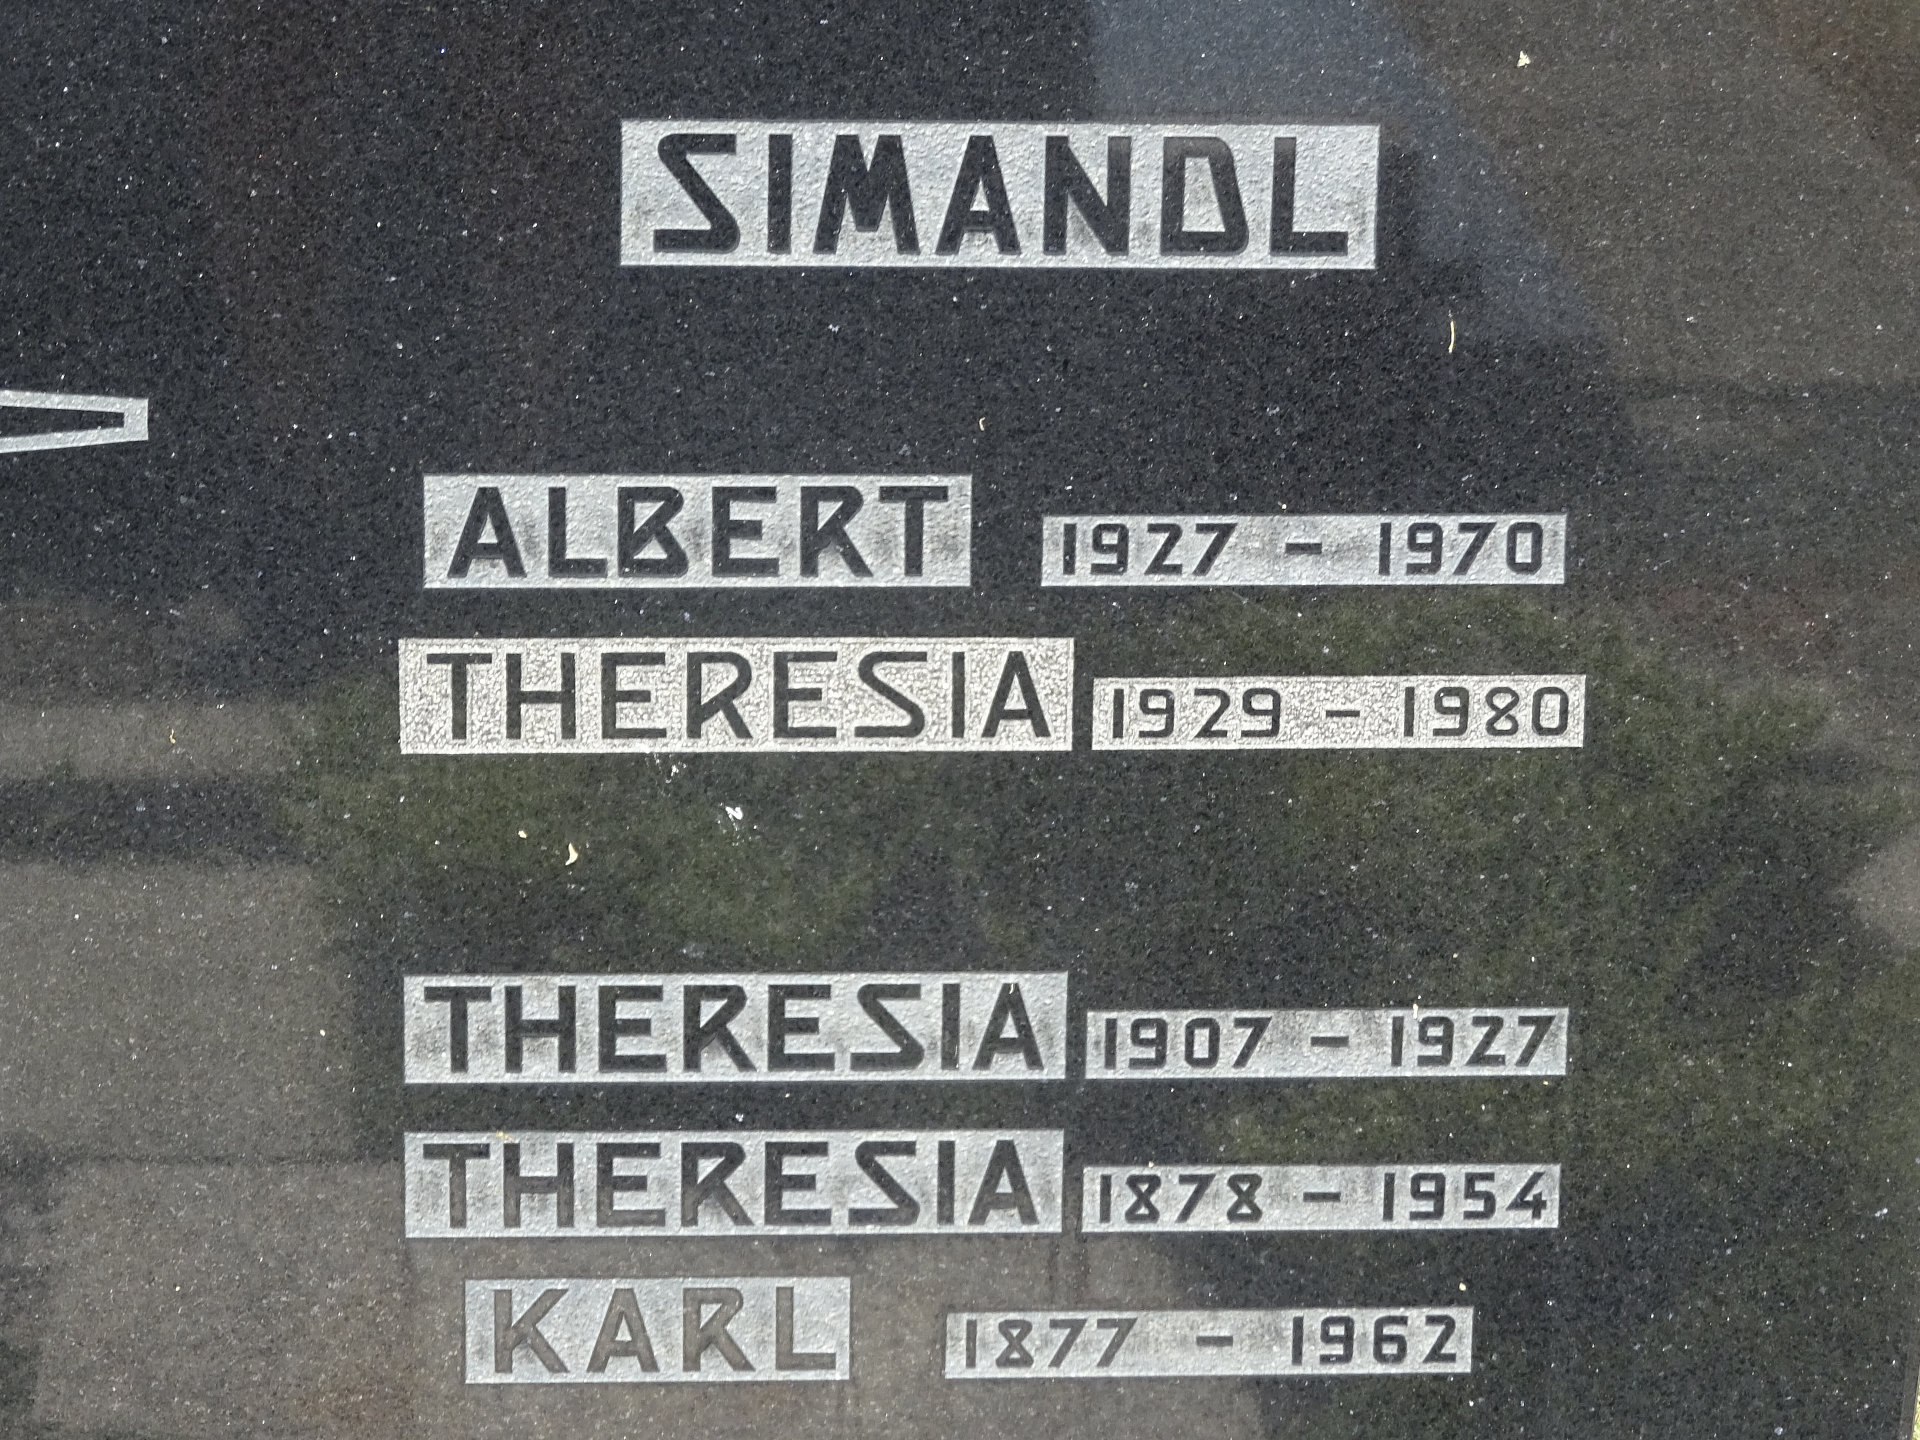 SIMANDL
ALBERT 1927 - 1970
THERESIA 1929 - 1980
THERESIA 1907 - 1927
THERESIA 1878 - 1954
KARL 1877 - 1962